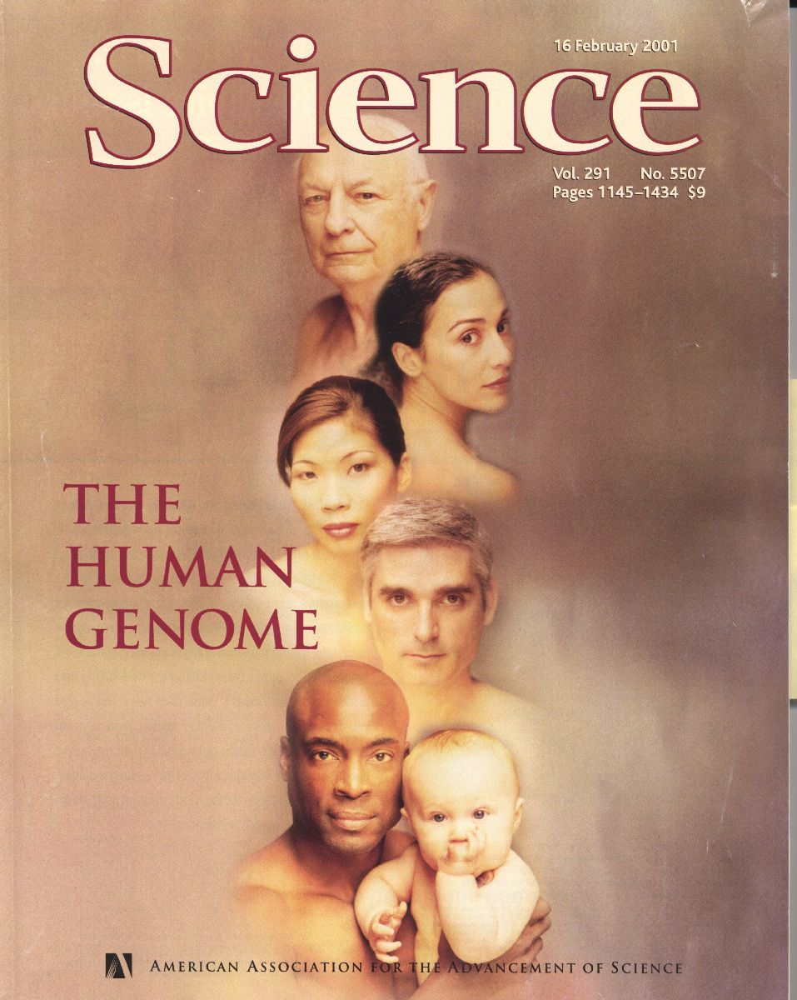 16 February 2001
Science
Vol. 291 No. 5507
Pages 1145–1434 $9
THE
HUMAN
GENOME
AMERICAN ASSOCIATION FOR THE ADVANCEMENT OF SCIENCE